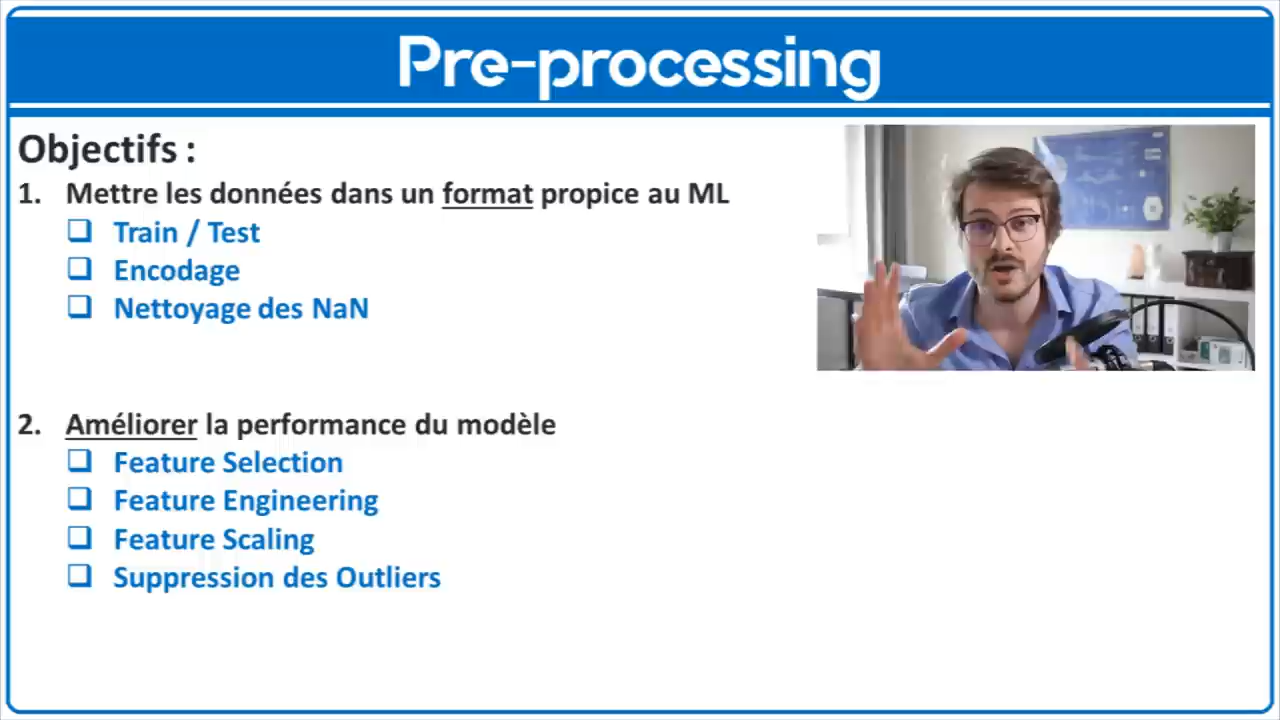 Pre-processing
Objectifs :
1. Mettre les données dans un format propice au ML
❑ Train / Test
❑ Encodage
❑ Nettoyage des NaN
2. Améliorer la performance du modèle
❑ Feature Selection
❑ Feature Engineering
❑ Feature Scaling
❑ Suppression des Outliers